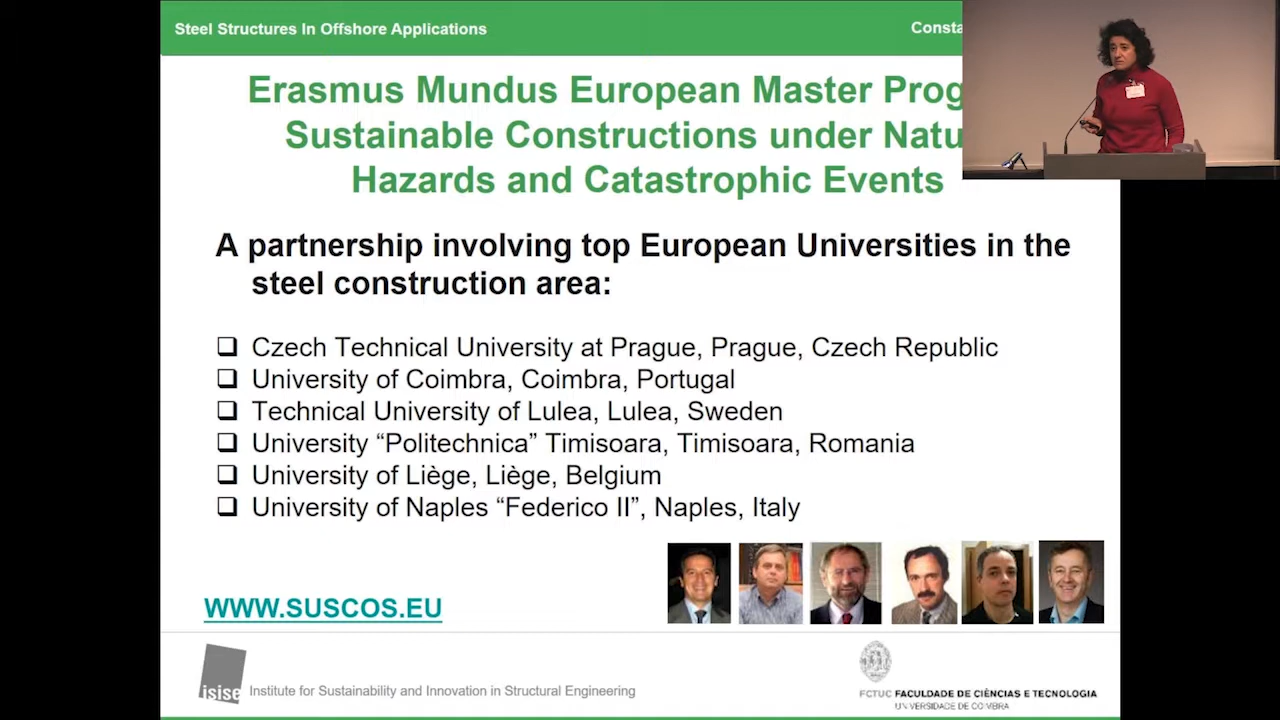 Steel Structures In Offshore Applications
Erasmus Mundus European Master
Sustainable Constructions under
Hazards and Catastrophic Events
A partnership involving top European Universities in the
steel construction area:
Czech Technical University at Prague, Prague, Czech Republic
University of Coimbra, Coimbra, Portugal
Technical University of Lulea, Lulea, Sweden
University “Politechnica” Timisoara, Timisoara, Romania
University of Liège, Liège, Belgium
University of Naples “Federico II”, Naples, Italy
WWW.SUSCOS.EU
isise Institute for Sustainability and Innovation in Structural Engineering
FCTUC FACULDADE DE CIÊNCIAS E TECNOLOGIA
UNIVERSIDADE DE COIMBRA